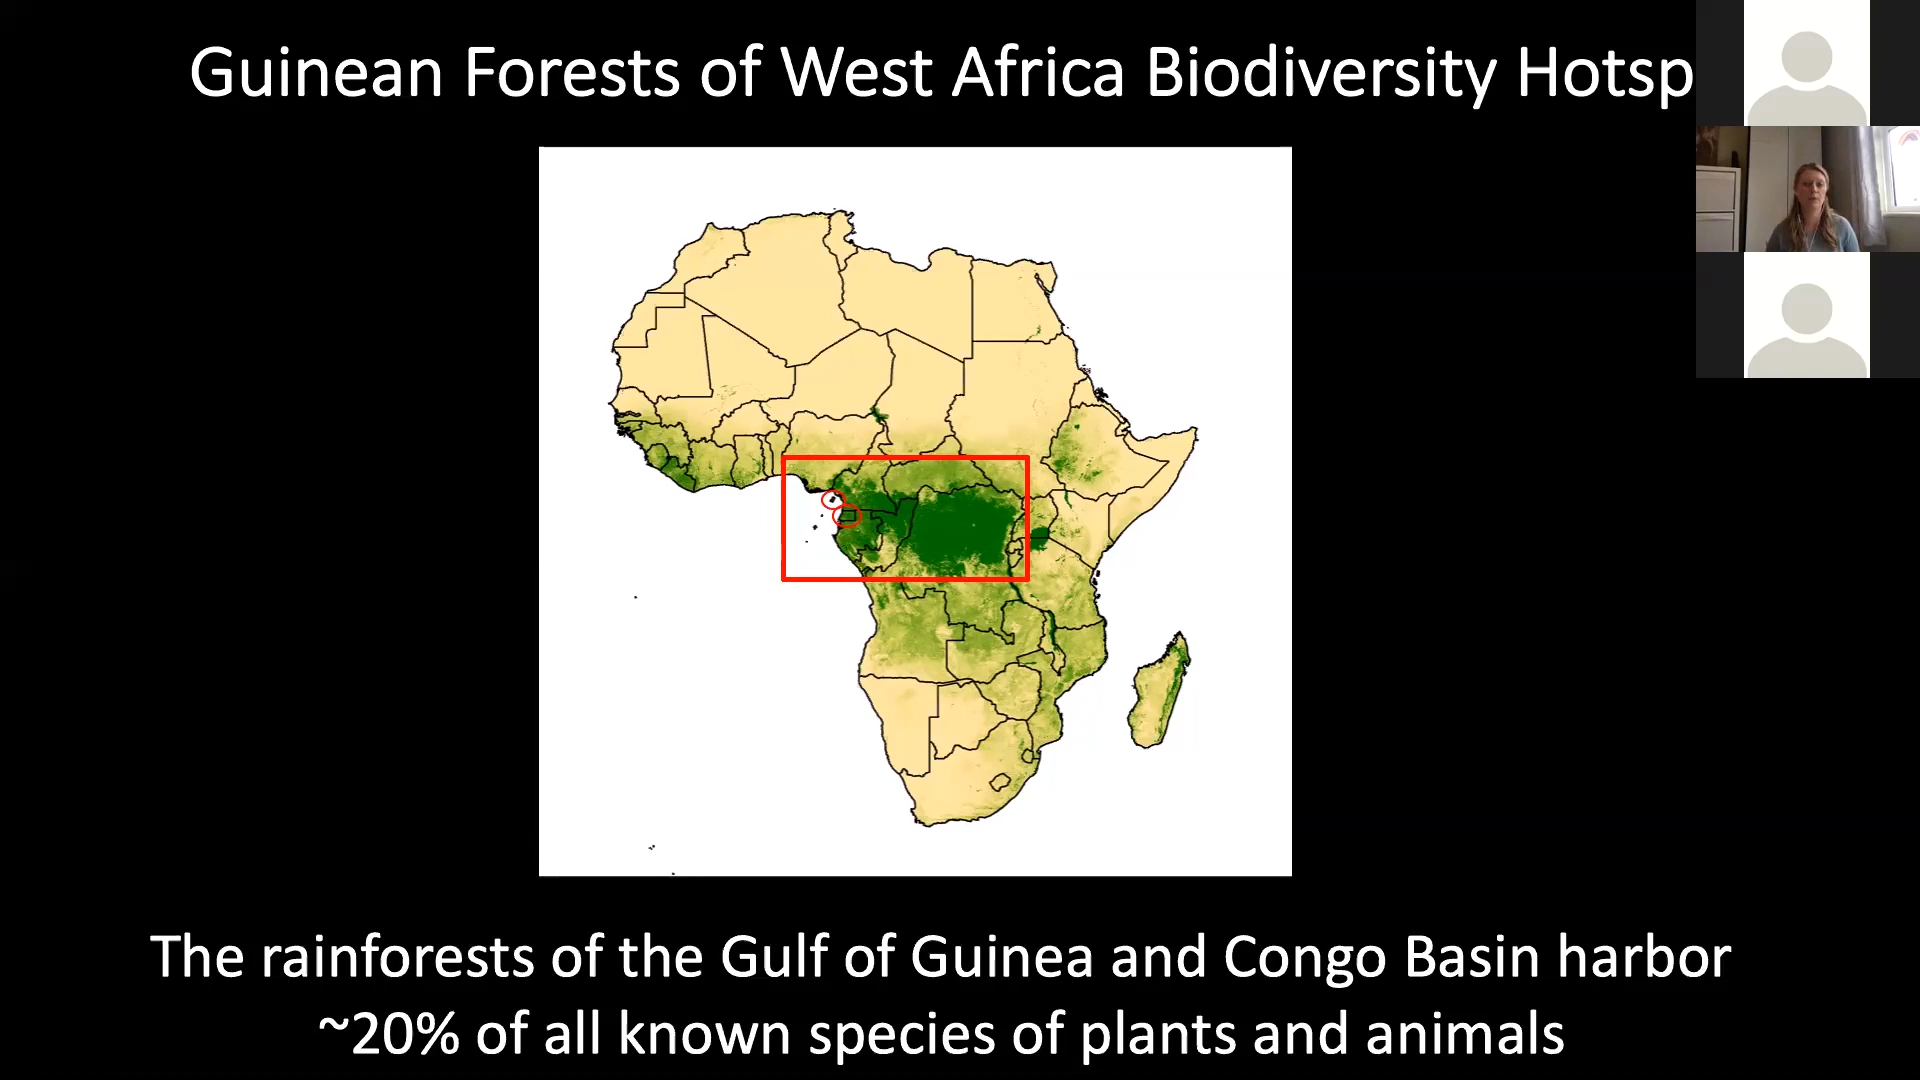 Guinean Forests of West Africa Biodiversity Hotsp
The rainforests of the Gulf of Guinea and Congo Basin harbor
~20% of all known species of plants and animals